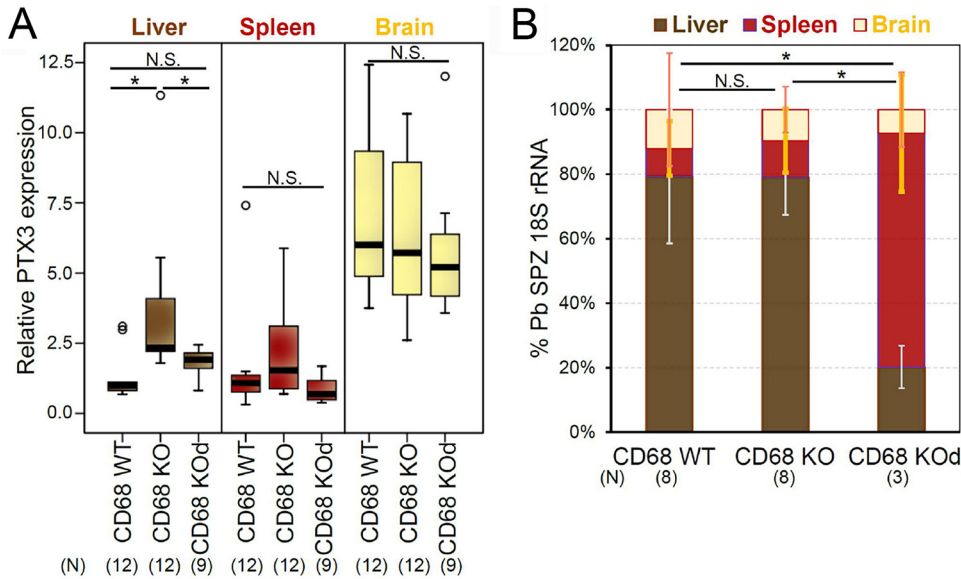 A
Liver Spleen Brain
Relative PTX3 expression
12.5
10.0
7.5
5.0
2.5
0.0
N.S.
* *
N.S.
N.S.
CD68 WT
CD68 KO
CD68 KOd
CD68 WT
CD68 KO
CD68 KOd
CD68 WT
CD68 KO
CD68 KOd
(N) (12) (12) (9) (12) (12) (9) (12) (12) (9)
B
Liver Spleen Brain
% Pb SPZ 18S rRNA
120%
100%
80%
60%
40%
20%
0%
*
N.S. *
CD68 WT CD68 KO CD68 KOd
(N) (8) (8) (3)